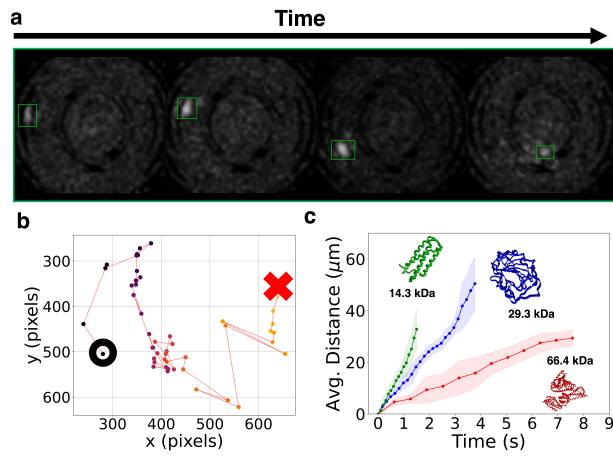 a
Time
b
300
400
500
600
y (pixels)
300
400
500
600
x (pixels)
c
60
40
20
0
Avg. Distance (μm)
14.3 kDa
29.3 kDa
66.4 kDa
0
1
2
3
4
5
6
7
8
9
Time (s)